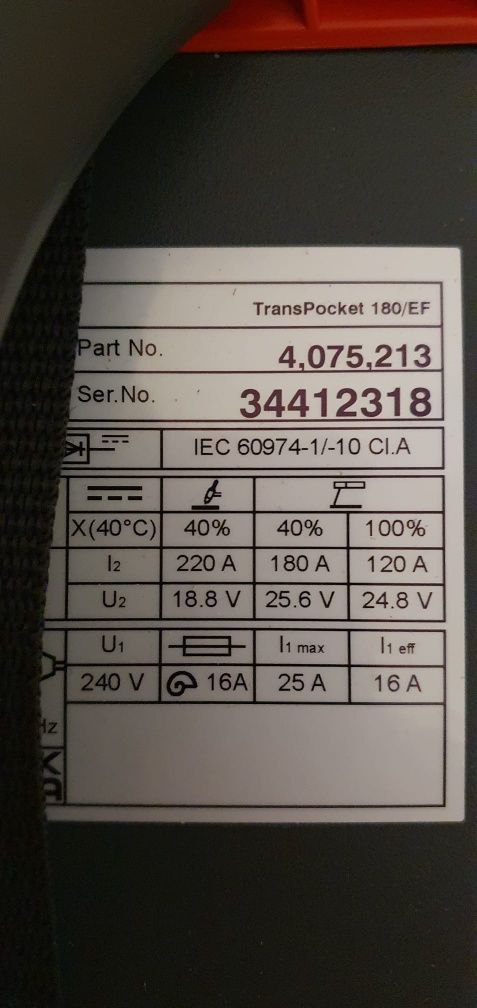 TransPocket 180/EF
Part No. 4,075,213
Ser.No. 34412318
IEC 60974-1/-10 Cl.A
X(40°C) 40% 40% 100%
I2 220 A 180 A 120 A
U2 18.8 V 25.6 V 24.8 V
U1 I1 max I1 eff
240 V 16A 25 A 16 A
Hz